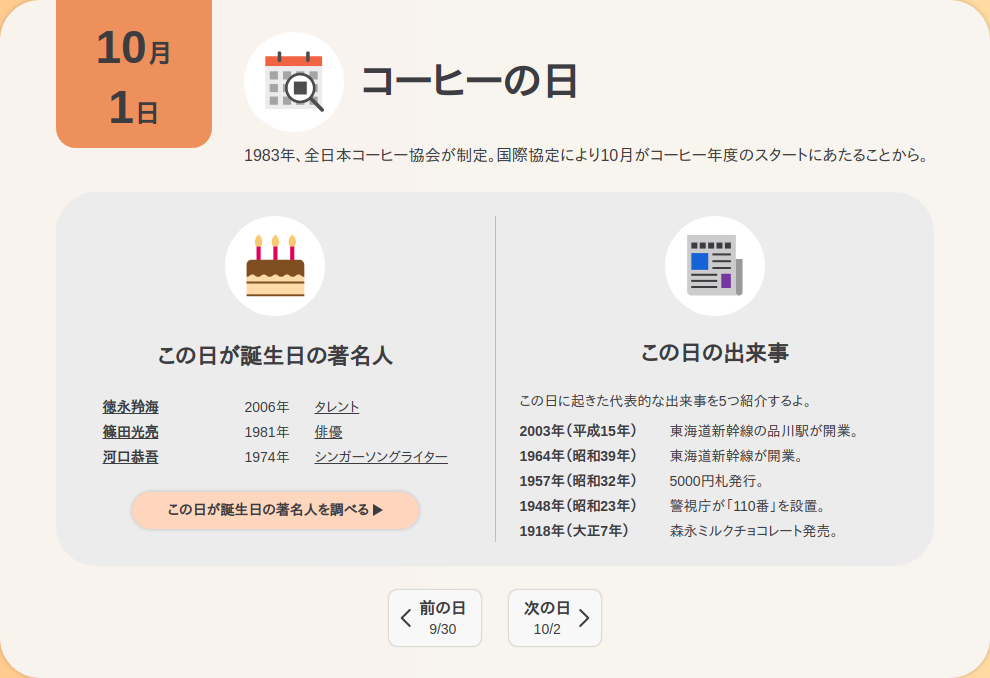 10月
1日
コーヒーの日
1983年、全日本コーヒー協会が制定。国際協定により10月がコーヒー年度のスタートにあたることから。
この日が誕生日の著名人
徳永羚海 2006年 タレント
篠田光亮 1981年 俳優
河口恭吾 1974年 シンガーソングライター
この日が誕生日の著名人を調べる▶
この日の出来事
この日に起きた代表的な出来事を5つ紹介するよ。
2003年（平成15年） 東海道新幹線の品川駅が開業。
1964年（昭和39年） 東海道新幹線が開業。
1957年（昭和32年） 5000円札発行。
1948年（昭和23年） 警視庁が「110番」を設置。
1918年（大正7年） 森永ミルクチョコレート発売。
前の日
9/30
次の日
10/2